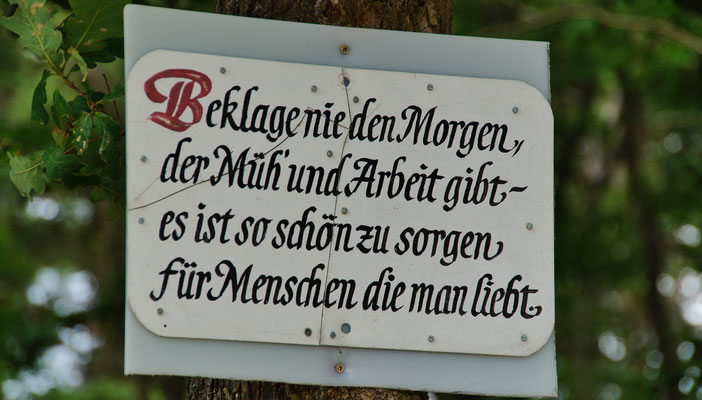 Beklage nie den Morgen,
der Müh' und Arbeit gibt -
es ist so schön zu sorgen
für Menschen die man liebt.